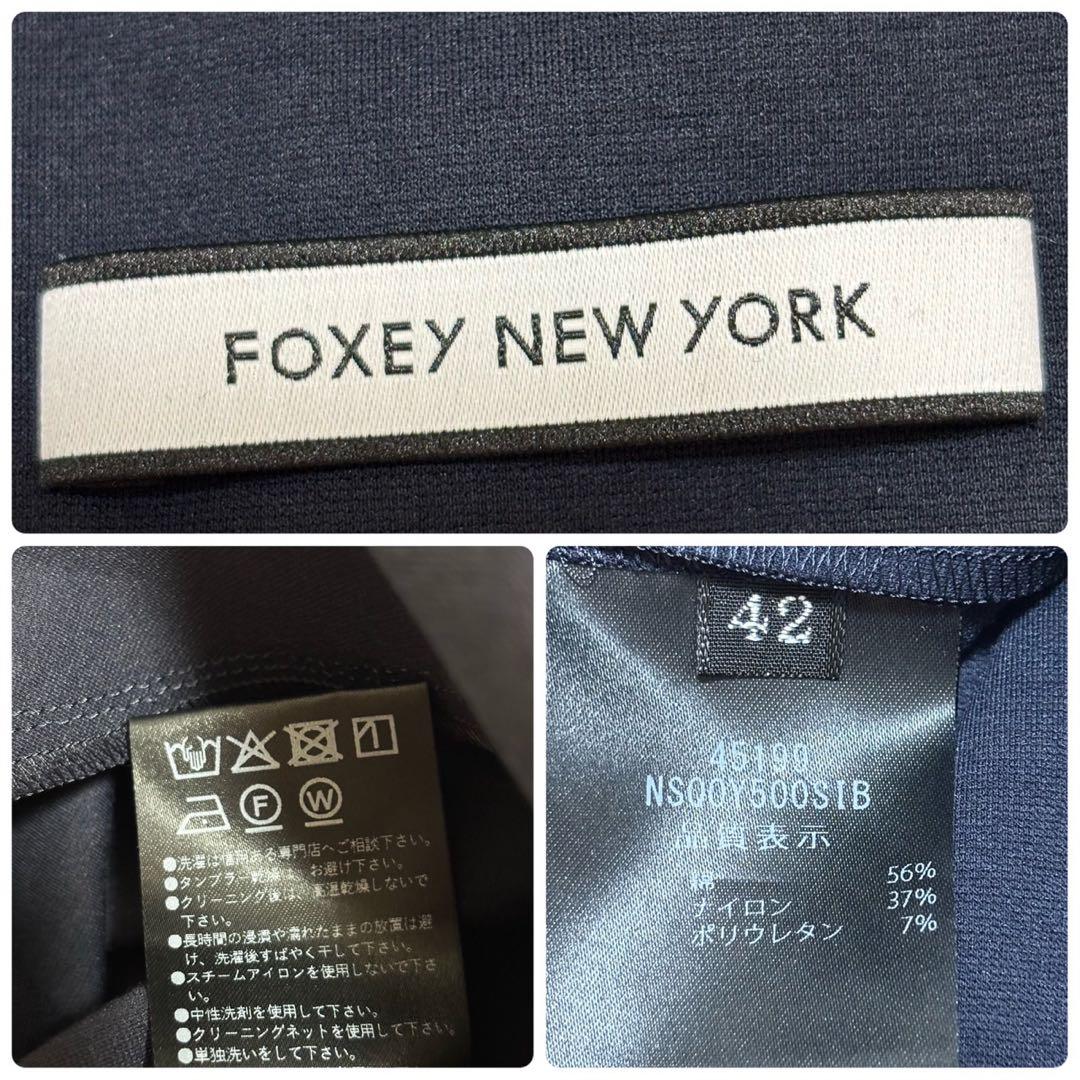 FOXEY NEW YORK
F W
●洗濯は信用ある専門店へご相談下さい。
●タンブラー乾燥はお避け下さい。
●クリーニング後は高温乾燥しないで
下さい。
●長時間の浸漬や濡れたままの放置は避
け、洗濯後すばやく干して下さい。
●スチームアイロンを使用しないで下さ
い。
●中性洗剤を使用して下さい。
●クリーニングネットを使用して下さい。
●単独洗いをして下さい。
42
45199
NS00Y500SIB
品質表示
綿 56%
ナイロン 37%
ポリウレタン 7%